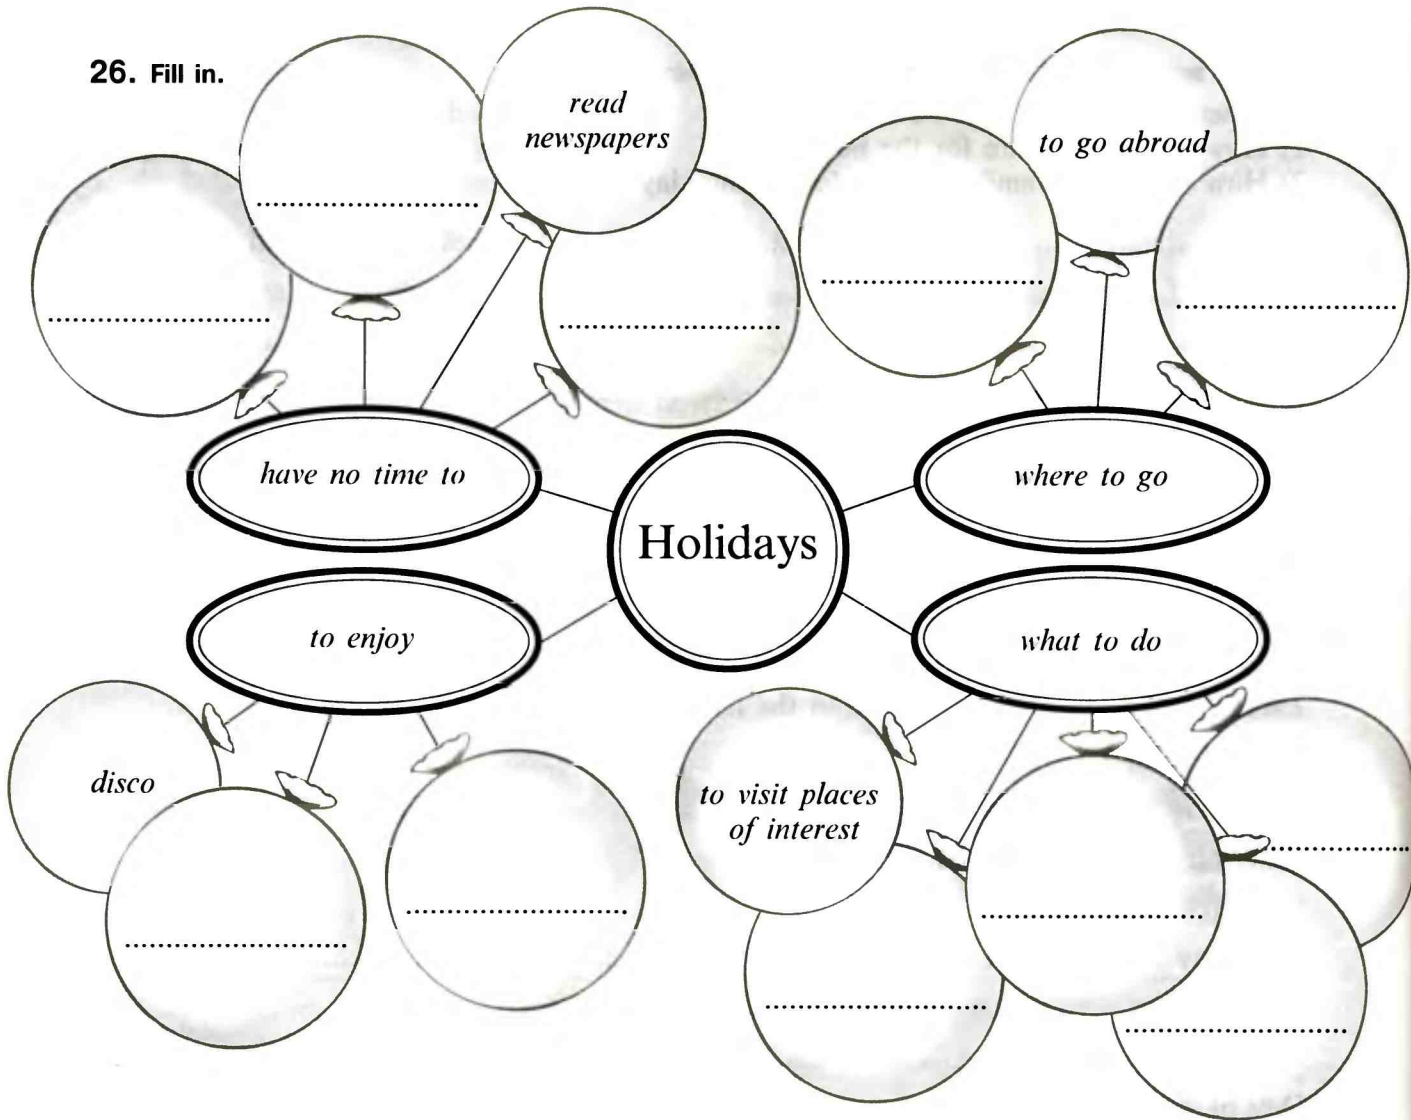 26. Fill in.
read
newspapers
to go abroad
have no time to
where to go
Holidays
to enjoy
what to do
disco
to visit places
of interest